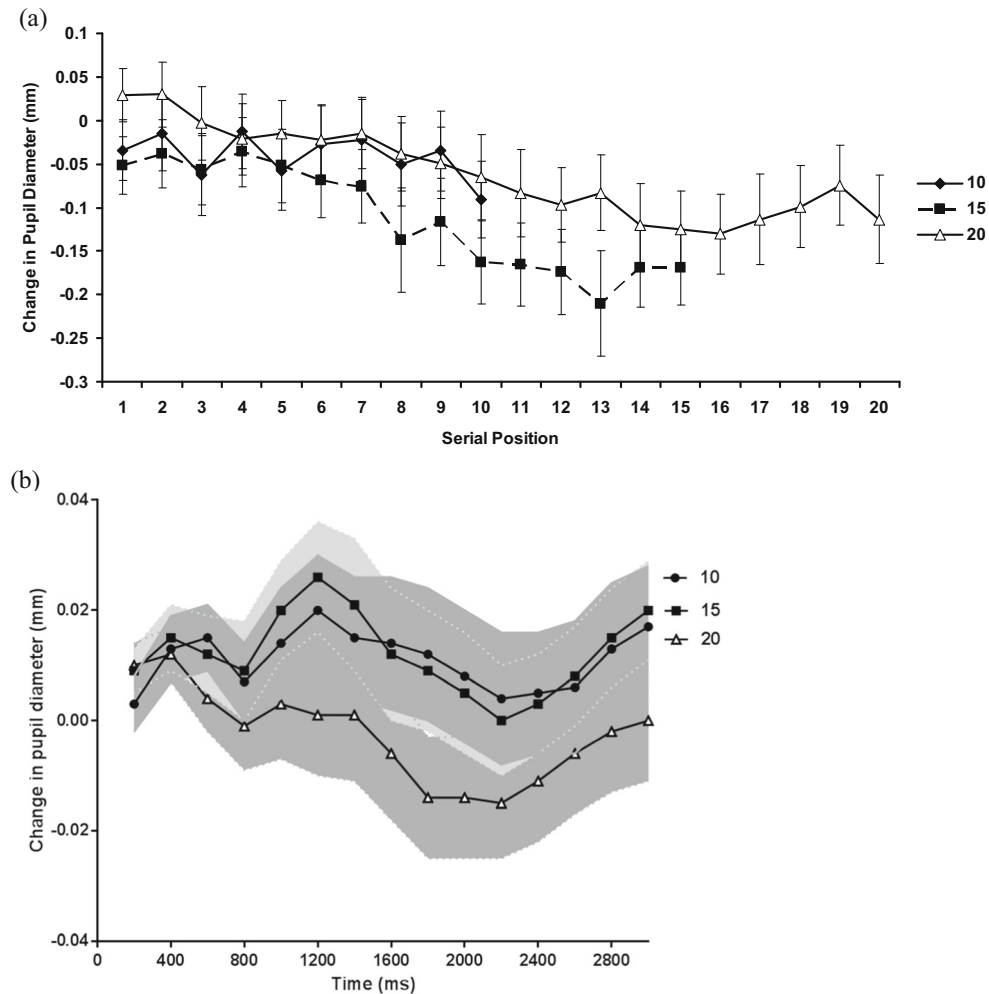 (a)
0.1
0.05
0
-0.05
-0.1
-0.15
-0.2
-0.25
-0.3
Change in Pupil Diameter (mm)
1 2 3 4 5 6 7 8 9 10 11 12 13 14 15 16 17 18 19 20
Serial Position
10
15
20
(b)
0.04
0.02
0.00
-0.02
-0.04
Change in pupil diameter (mm)
0 400 800 1200 1600 2000 2400 2800
Time (ms)
10
15
20